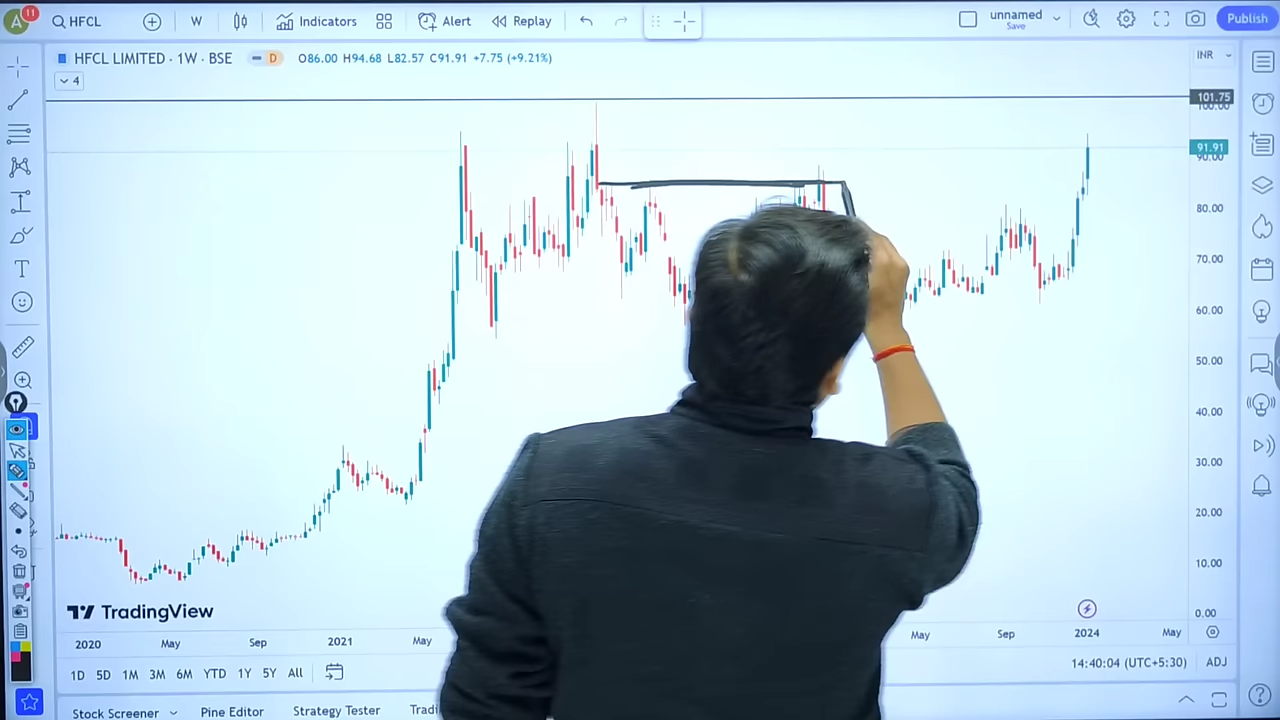 A 11 HFCL W Indicators Alert Replay unnamed Save Publish
HFCL LIMITED · 1W · BSE D O86.00 H94.68 L82.57 C91.91 +7.75 (+9.21%) INR
4
101.75
100.00
91.91
90.00
80.00
70.00
60.00
50.00
40.00
30.00
20.00
10.00
0.00
TradingView
2020 May Sep 2021 May May Sep 2024 May
1D 5D 1M 3M 6M YTD 1Y 5Y All 14:40:04 (UTC+5:30) ADJ
Stock Screener Pine Editor Strategy Tester Tradi